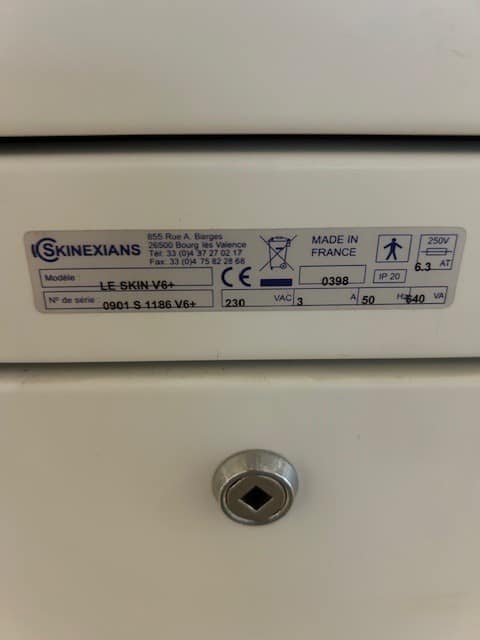 SKINEXIANS
855 Rue A. Barges
26500 Bourg lès Valence
Tél: 33 (0)4 37 27 02 17
Fax: 33 (0)4 75 82 28 68
MADE IN
FRANCE
250V
6.3 AT
Modèle : LE SKIN V6+
CE
0398
IP 20
N° de série : 0901 S 1186 V6+
230 VAC 3 A 50 Hz 640 VA